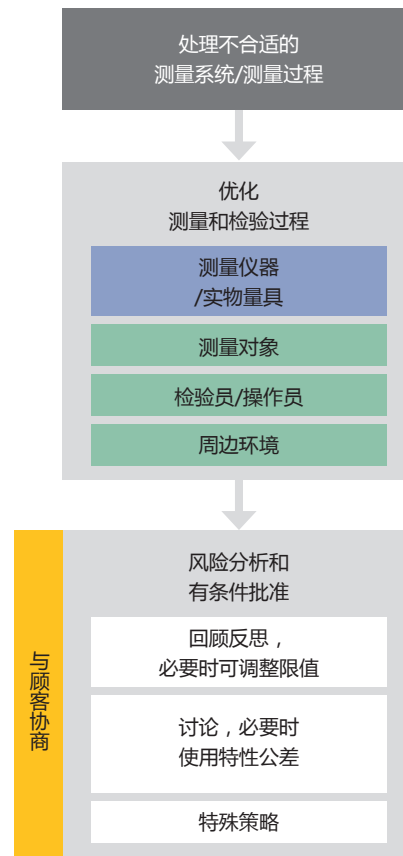 处理不合适的
测量系统/测量过程
优化
测量和检验过程
测量仪器
/实物量具
测量对象
检验员/操作员
周边环境
与顾客协商
风险分析和
有条件批准
回顾反思，
必要时可调整限值
讨论，必要时
使用特性公差
特殊策略